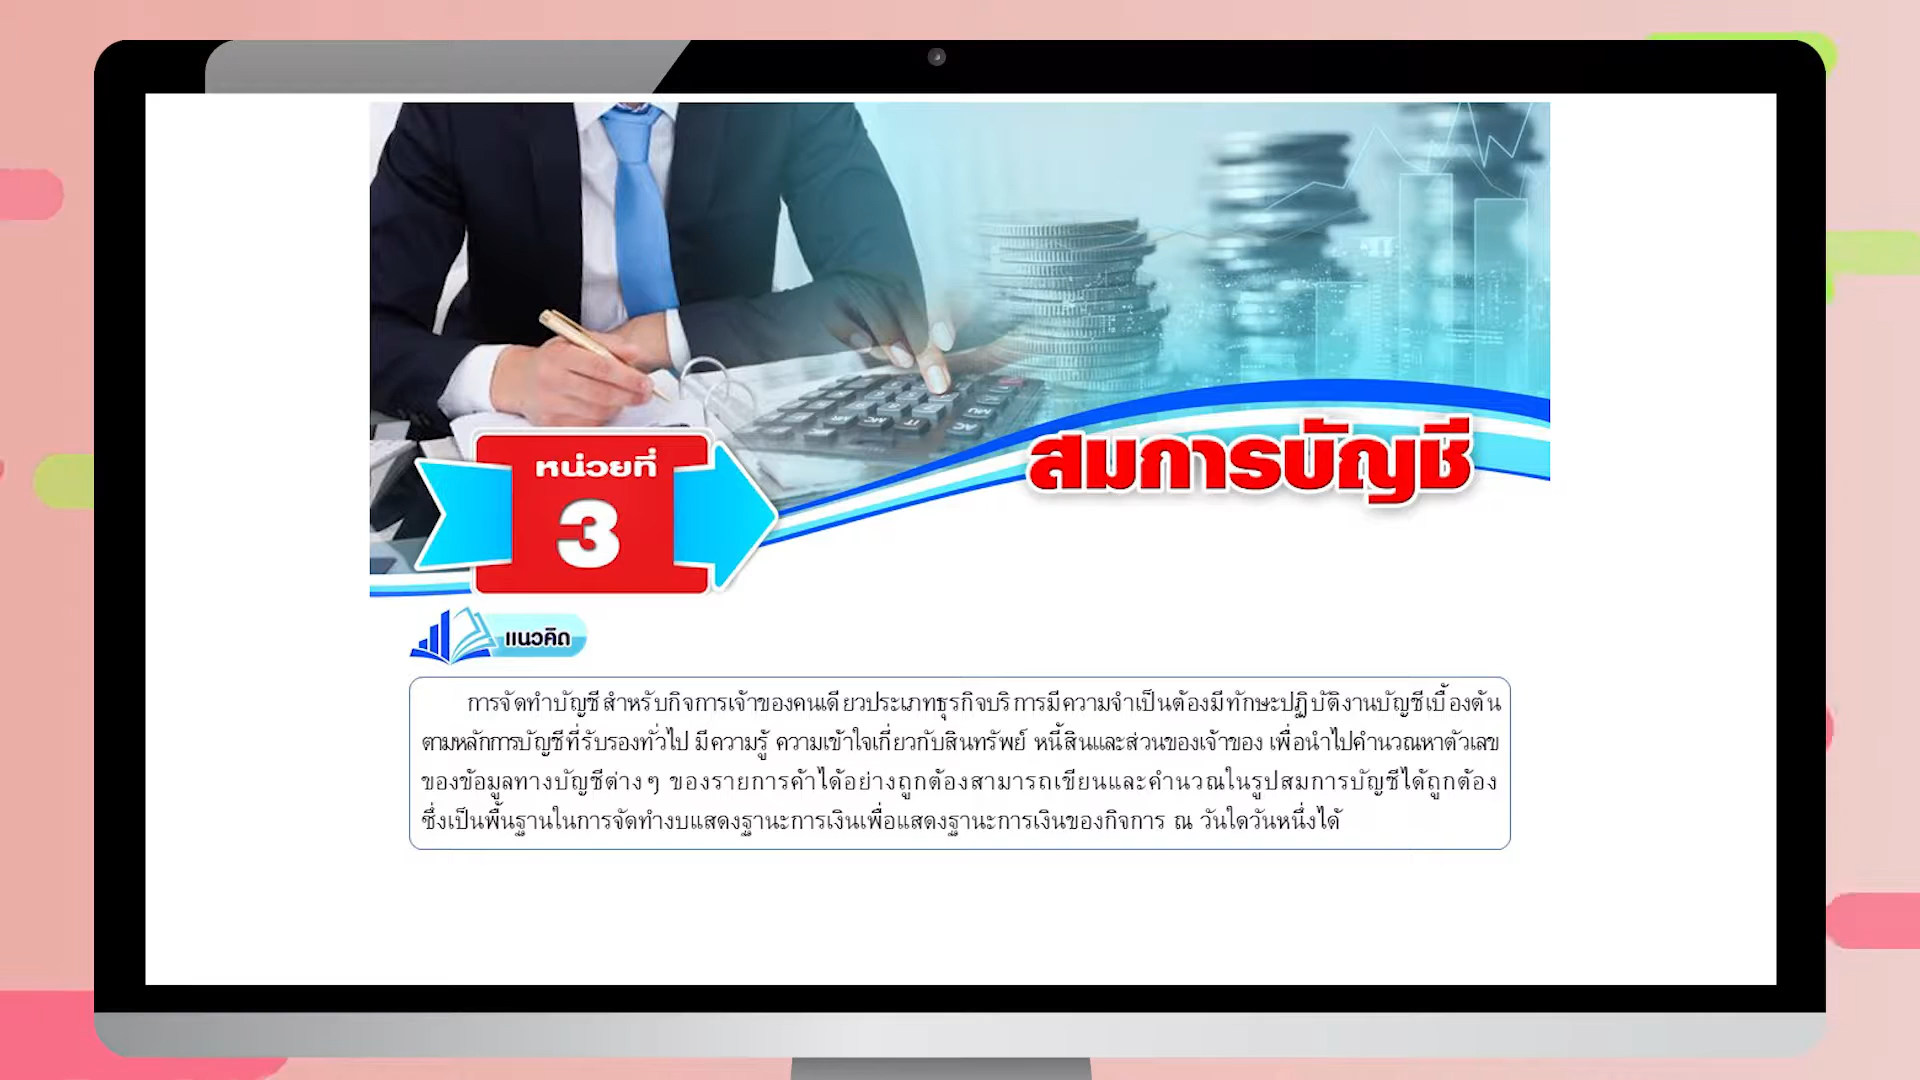 หน่วยที่
3
สมการบัญชี
แนวคิด
การจัดทำบัญชีสำหรับกิจการเจ้าของคนเดียวประเภทธุรกิจบริการมีความจำเป็นต้องมีทักษะปฏิบัติงานบัญชีเบื้องต้น
ตามหลักการบัญชีที่รับรองทั่วไป มีความรู้ ความเข้าใจเกี่ยวกับสินทรัพย์ หนี้สินและส่วนของเจ้าของ เพื่อนำไปคำนวณหาตัวเลข
ของข้อมูลทางบัญชีต่างๆ ของรายการค้าได้อย่างถูกต้องสามารถเขียนและคำนวณในรูปสมการบัญชีได้ถูกต้อง
ซึ่งเป็นพื้นฐานในการจัดทำงบแสดงฐานะการเงินเพื่อแสดงฐานะการเงินของกิจการ ณ วันใดวันหนึ่งได้